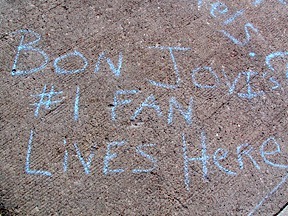 Bon Jovi's
#1 FAN
Lives Here